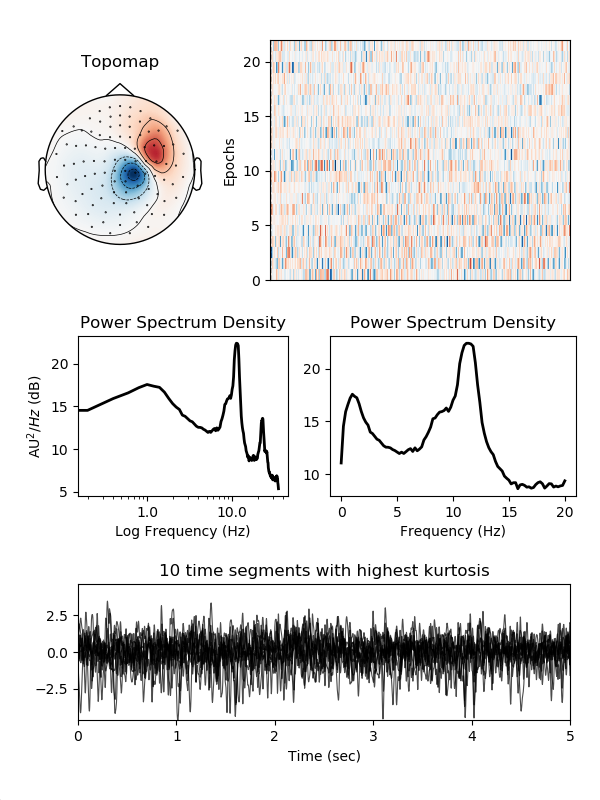 Topomap
Epochs
20
15
10
5
0
Power Spectrum Density
AU²/Hz (dB)
20
15
10
5
1.0 10.0
Log Frequency (Hz)
Power Spectrum Density
20
15
10
0 5 10 15 20
Frequency (Hz)
10 time segments with highest kurtosis
2.5
0.0
−2.5
0 1 2 3 4 5
Time (sec)